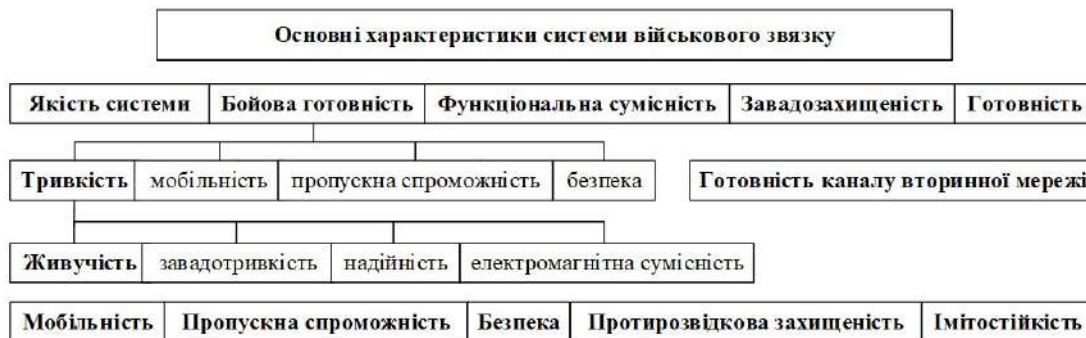 Основні характеристики системи військового звязку
Якість системи Бойова готовність Функціональна сумісність Завадозахищеність Готовність
Тривкість мобільність пропускна спроможність безпека Готовність каналу вторинної мережі
Живучість завадотривкість надійність електромагнітна сумісність
Мобільність Пропускна спроможність Безпека Протирозвідкова захищеність Імітостійкість